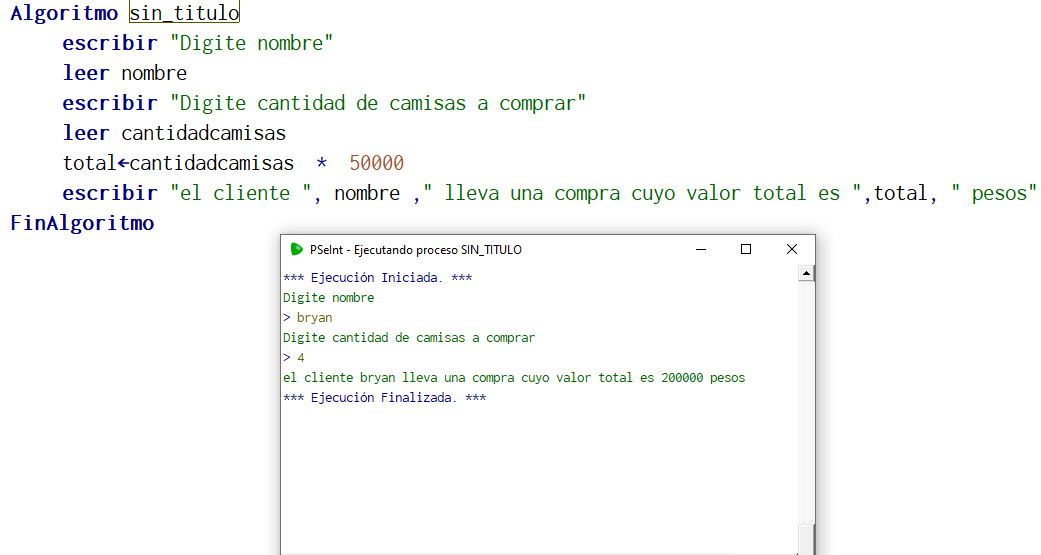 Algoritmo sin_titulo
escribir "Digite nombre"
leer nombre
escribir "Digite cantidad de camisas a comprar"
leer cantidadcamisas
total←cantidadcamisas * 50000
escribir "el cliente ", nombre ," lleva una compra cuyo valor total es ",total, " pesos"
FinAlgoritmo
PSeInt - Ejecutando proceso SIN_TITULO
*** Ejecución Iniciada. ***
Digite nombre
> bryan
Digite cantidad de camisas a comprar
> 4
el cliente bryan lleva una compra cuyo valor total es 200000 pesos
*** Ejecución Finalizada. ***